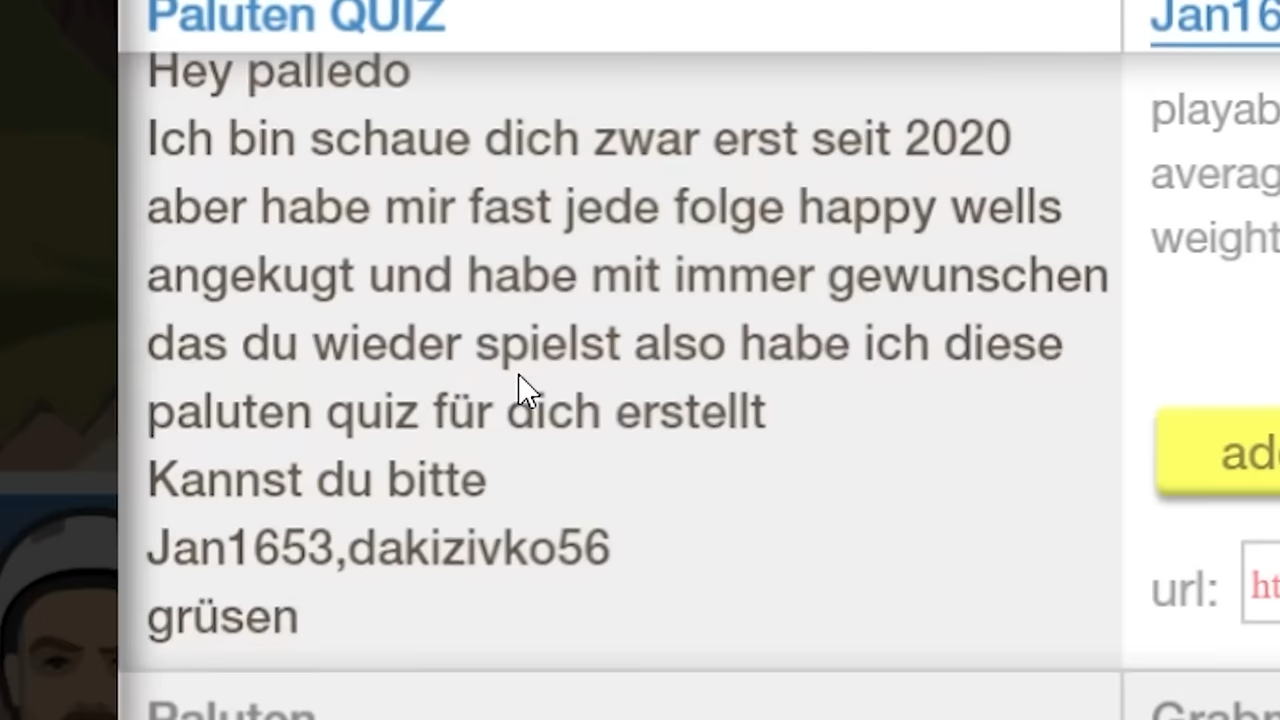 Paluten QUIZ
Hey palledo
Ich bin schaue dich zwar erst seit 2020
aber habe mir fast jede folge happy wells
angekugt und habe mit immer gewunschen
das du wieder spielst also habe ich diese
paluten quiz für dich erstellt
Kannst du bitte
Jan1653,dakizivko56
grüsen
Paluten
Jan16
playab
averag
weight
ad
url: ht